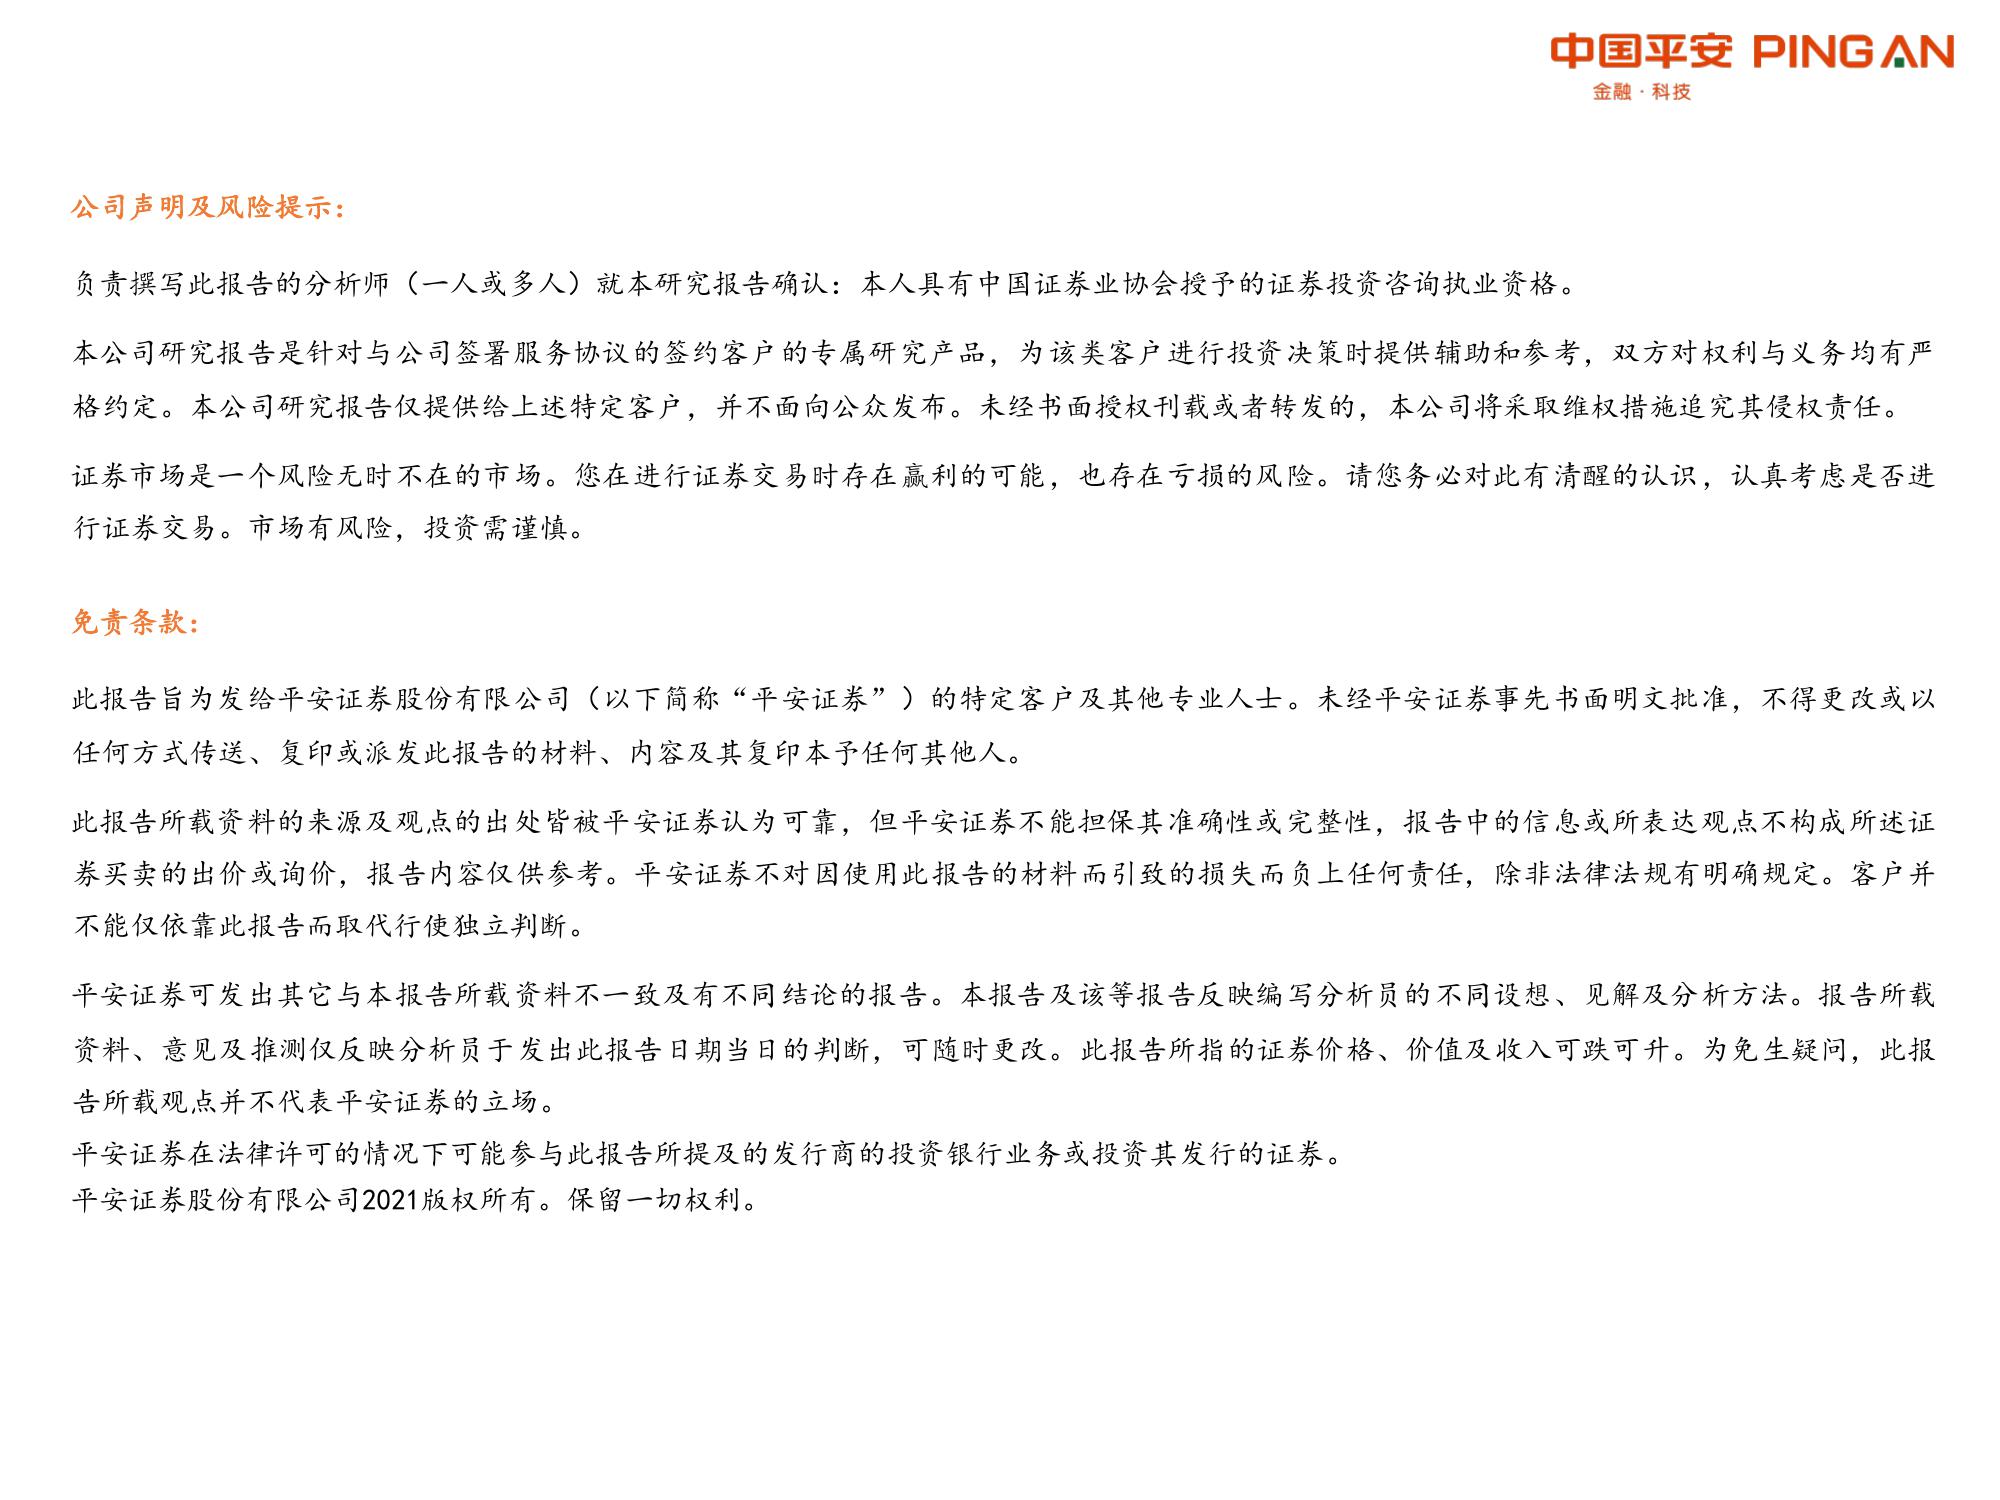 中国平安 PING AN
金融·科技
公司声明及风险提示：
负责撰写此报告的分析师（一人或多人）就本研究报告确认：本人具有中国证券业协会授予的证券投资咨询执业资格。
本公司研究报告是针对与公司签署服务协议的签约客户的专属研究产品，为该类客户进行投资决策时提供辅助和参考，双方对权利与义务均有严
格约定。本公司研究报告仅提供给上述特定客户，并不面向公众发布。未经书面授权刊载或者转发的，本公司将采取维权措施追究其侵权责任。
证券市场是一个风险无时不在的市场。您在进行证券交易时存在赢利的可能，也存在亏损的风险。请您务必对此有清醒的认识，认真考虑是否进
行证券交易。市场有风险，投资需谨慎。
免责条款：
此报告旨为发给平安证券股份有限公司（以下简称“平安证券”）的特定客户及其他专业人士。未经平安证券事先书面明文批准，不得更改或以
任何方式传送、复印或派发此报告的材料、内容及其复印本予任何其他人。
此报告所载资料的来源及观点的出处皆被平安证券认为可靠，但平安证券不能担保其准确性或完整性，报告中的信息或所表达观点不构成所述证
券买卖的出价或询价，报告内容仅供参考。平安证券不对因使用此报告的材料而引致的损失而负上任何责任，除非法律法规有明确规定。客户并
不能仅依靠此报告而取代行使独立判断。
平安证券可发出其它与本报告所载资料不一致及有不同结论的报告。本报告及该等报告反映编写分析员的不同设想、见解及分析方法。报告所载
资料、意见及推测仅反映分析员于发出此报告日期当日的判断，可随时更改。此报告所指的证券价格、价值及收入可跌可升。为免生疑问，此报
告所载观点并不代表平安证券的立场。
平安证券在法律许可的情况下可能参与此报告所提及的发行商的投资银行业务或投资其发行的证券。
平安证券股份有限公司2021版权所有。保留一切权利。